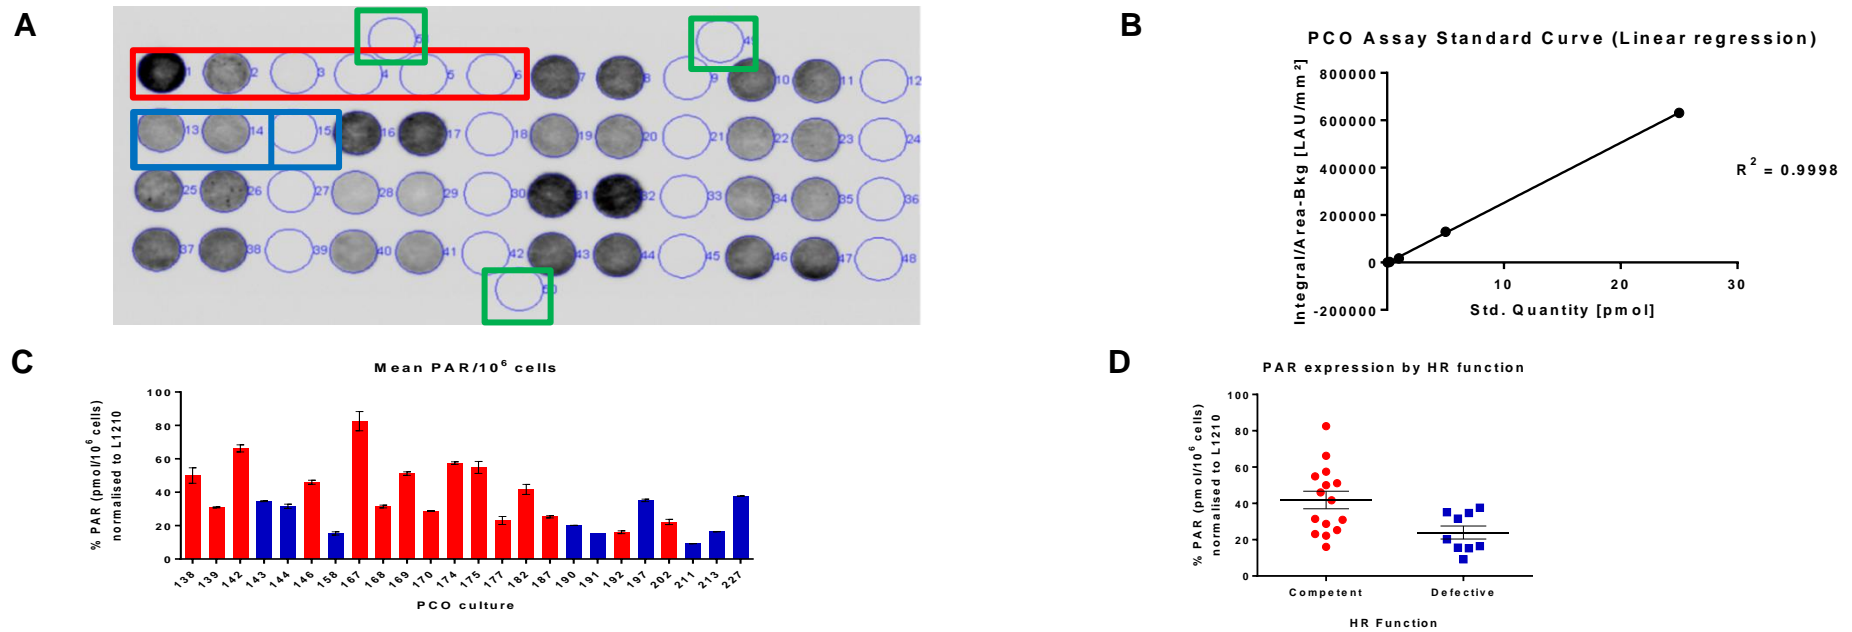 A
51
49
1 2 3 4 5 6 7 8 9 10 11 12
13 14 15 16 17 18 19 20 21 22 23 24
25 26 27 28 29 30 31 32 33 34 35 36
37 38 39 40 41 42 43 44 45 46 47 48
50
B
PCO Assay Standard Curve (Linear regression)
Integral/Area-Bkg [LAU/mm²]
800000
600000
400000
200000
0
-200000
10 20 30
Std. Quantity [pmol]
R² = 0.9998
C
Mean PAR/10⁶ cells
% PAR (pmol/10⁶ cells)
normalised to L1210
100
80
60
40
20
0
138 139 142 143 144 146 158 167 168 169 170 174 175 177 182 187 190 191 192 197 202 211 213 227
PCO culture
D
PAR expression by HR function
% PAR (pmol/10⁶ cells)
normalised to L1210
100
80
60
40
20
0
Competent Defective
HR Function